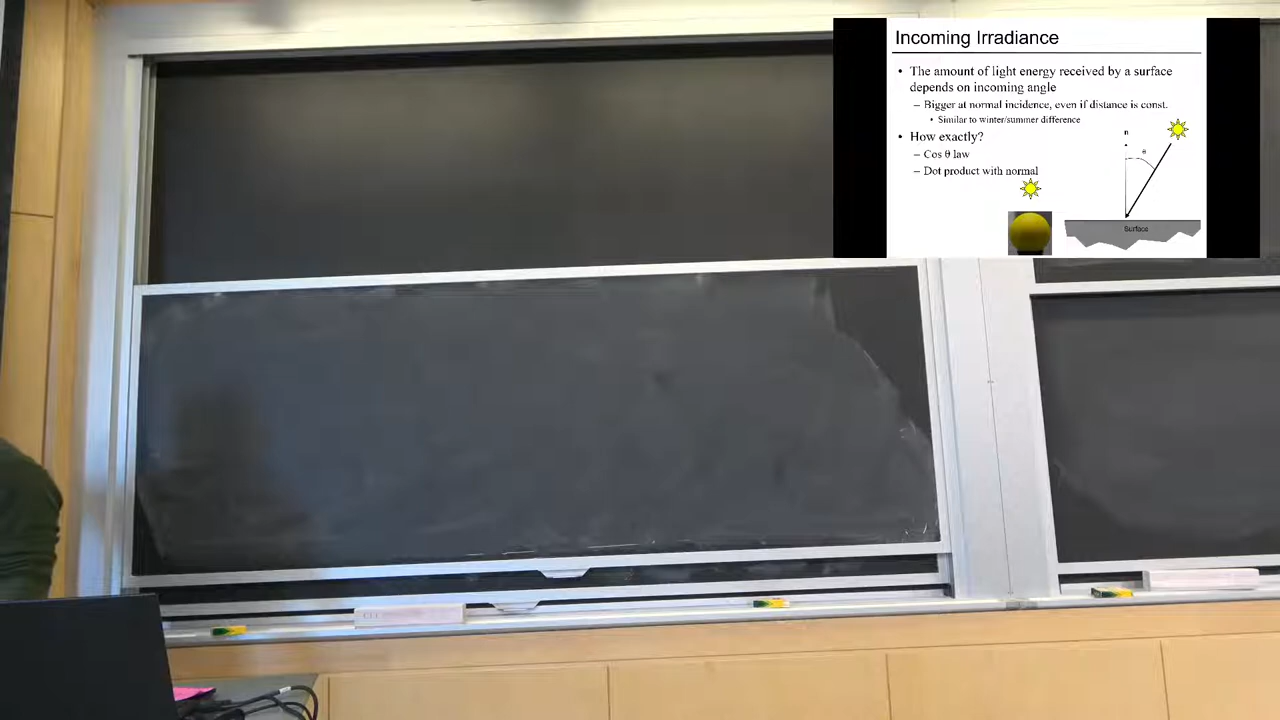 Incoming Irradiance
• The amount of light energy received by a surface
depends on incoming angle
– Bigger at normal incidence, even if distance is const.
• Similar to winter/summer difference
• How exactly?
– Cos θ law
– Dot product with normal
n
θ
Surface